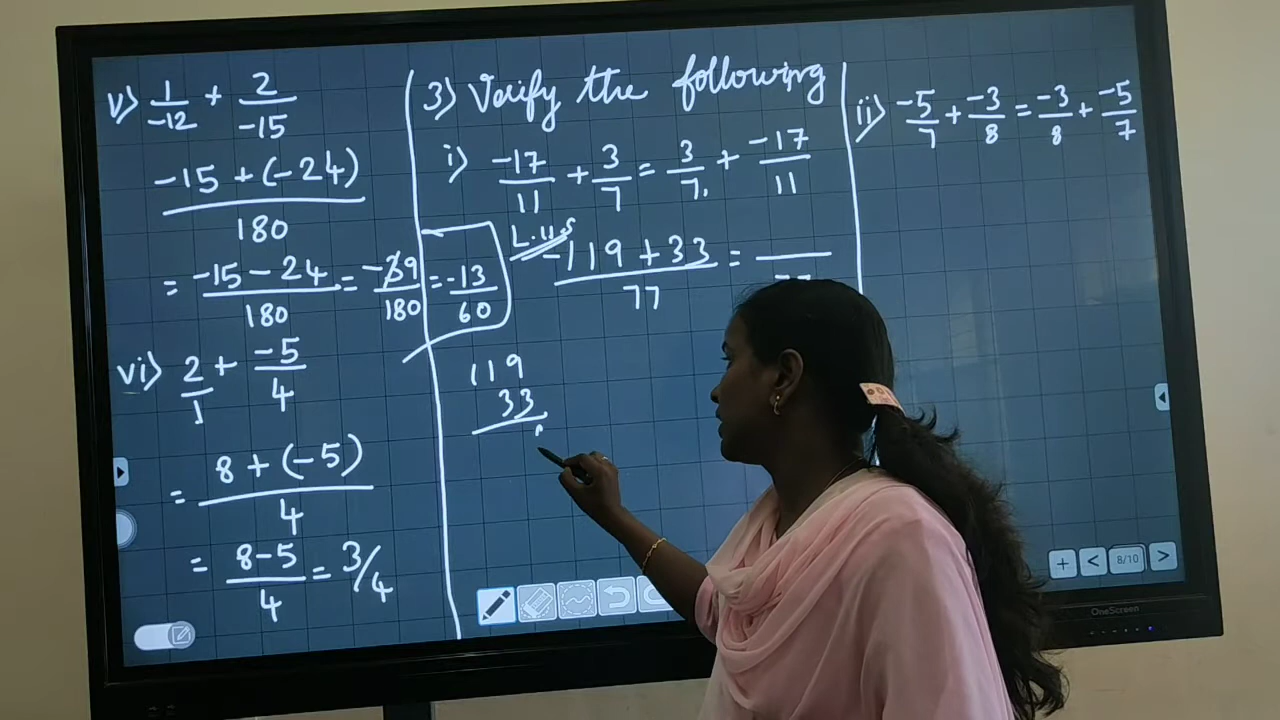 v) 1/-12 + 2/-15
-15 + (-24) / 180
= -15 - 24 / 180 = -39/180 = -13/60
vi) 2/1 + -5/4
= 8 + (-5) / 4
= 8 - 5 / 4 = 3/4
3) Verify the following
i) -17/11 + 3/7 = 3/7 + -17/11
L.H.S -119 + 33 / 77 =
119
33
ii) -5/7 + -3/8 = -3/8 + -5/7
8/10
OneScreen